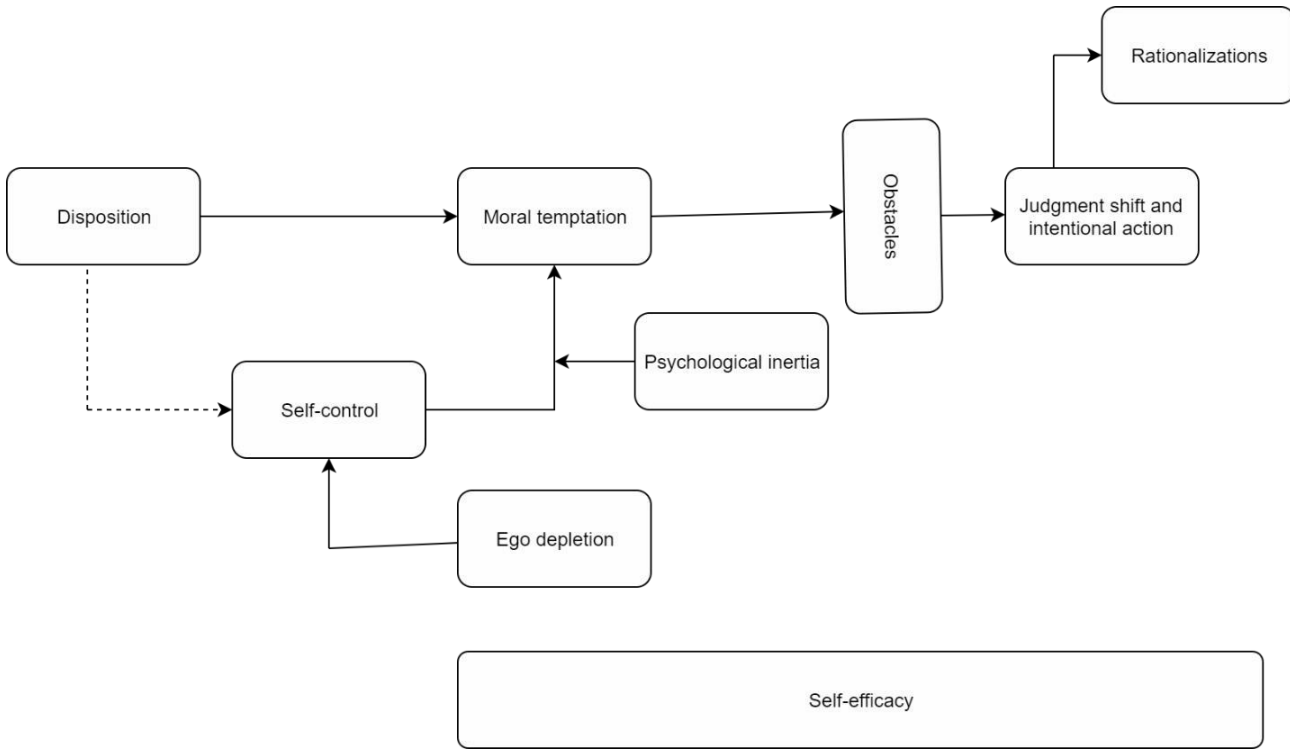 Rationalizations
Disposition
Moral temptation
Obstacles
Judgment shift and
intentional action
Psychological inertia
Self-control
Ego depletion
Self-efficacy